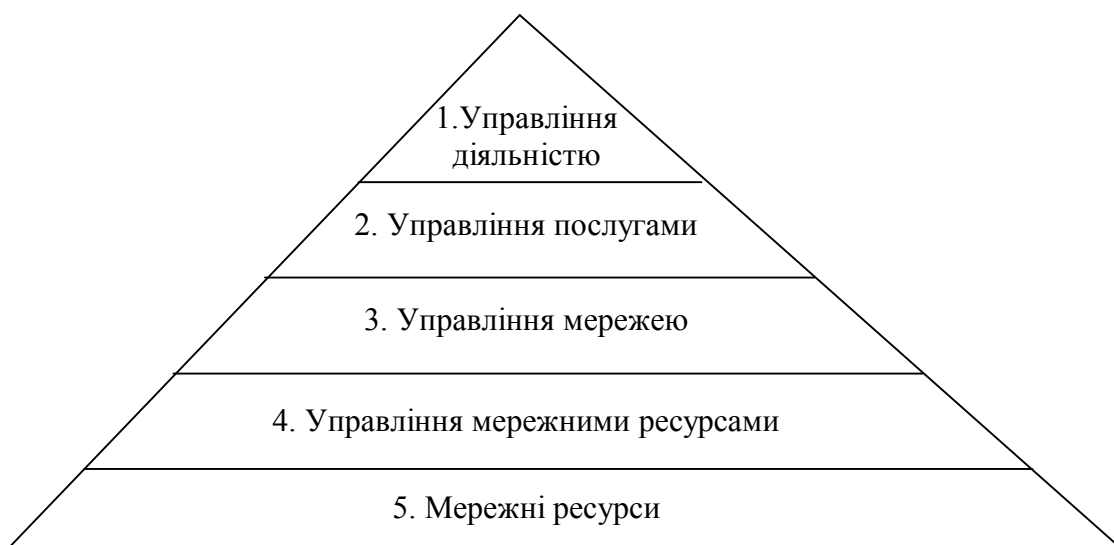 1.Управління
діяльністю
2. Управління послугами
3. Управління мережею
4. Управління мережними ресурсами
5. Мережні ресурси